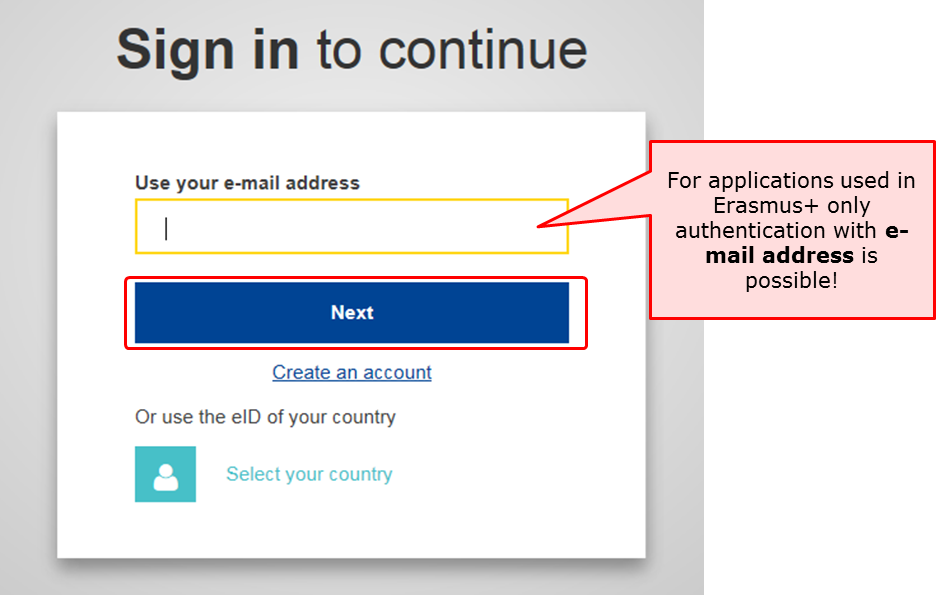 Sign in to continue
Use your e-mail address
For applications used in
Erasmus+ only
authentication with e-
mail address is
possible!
Next
Create an account
Or use the eID of your country
Select your country